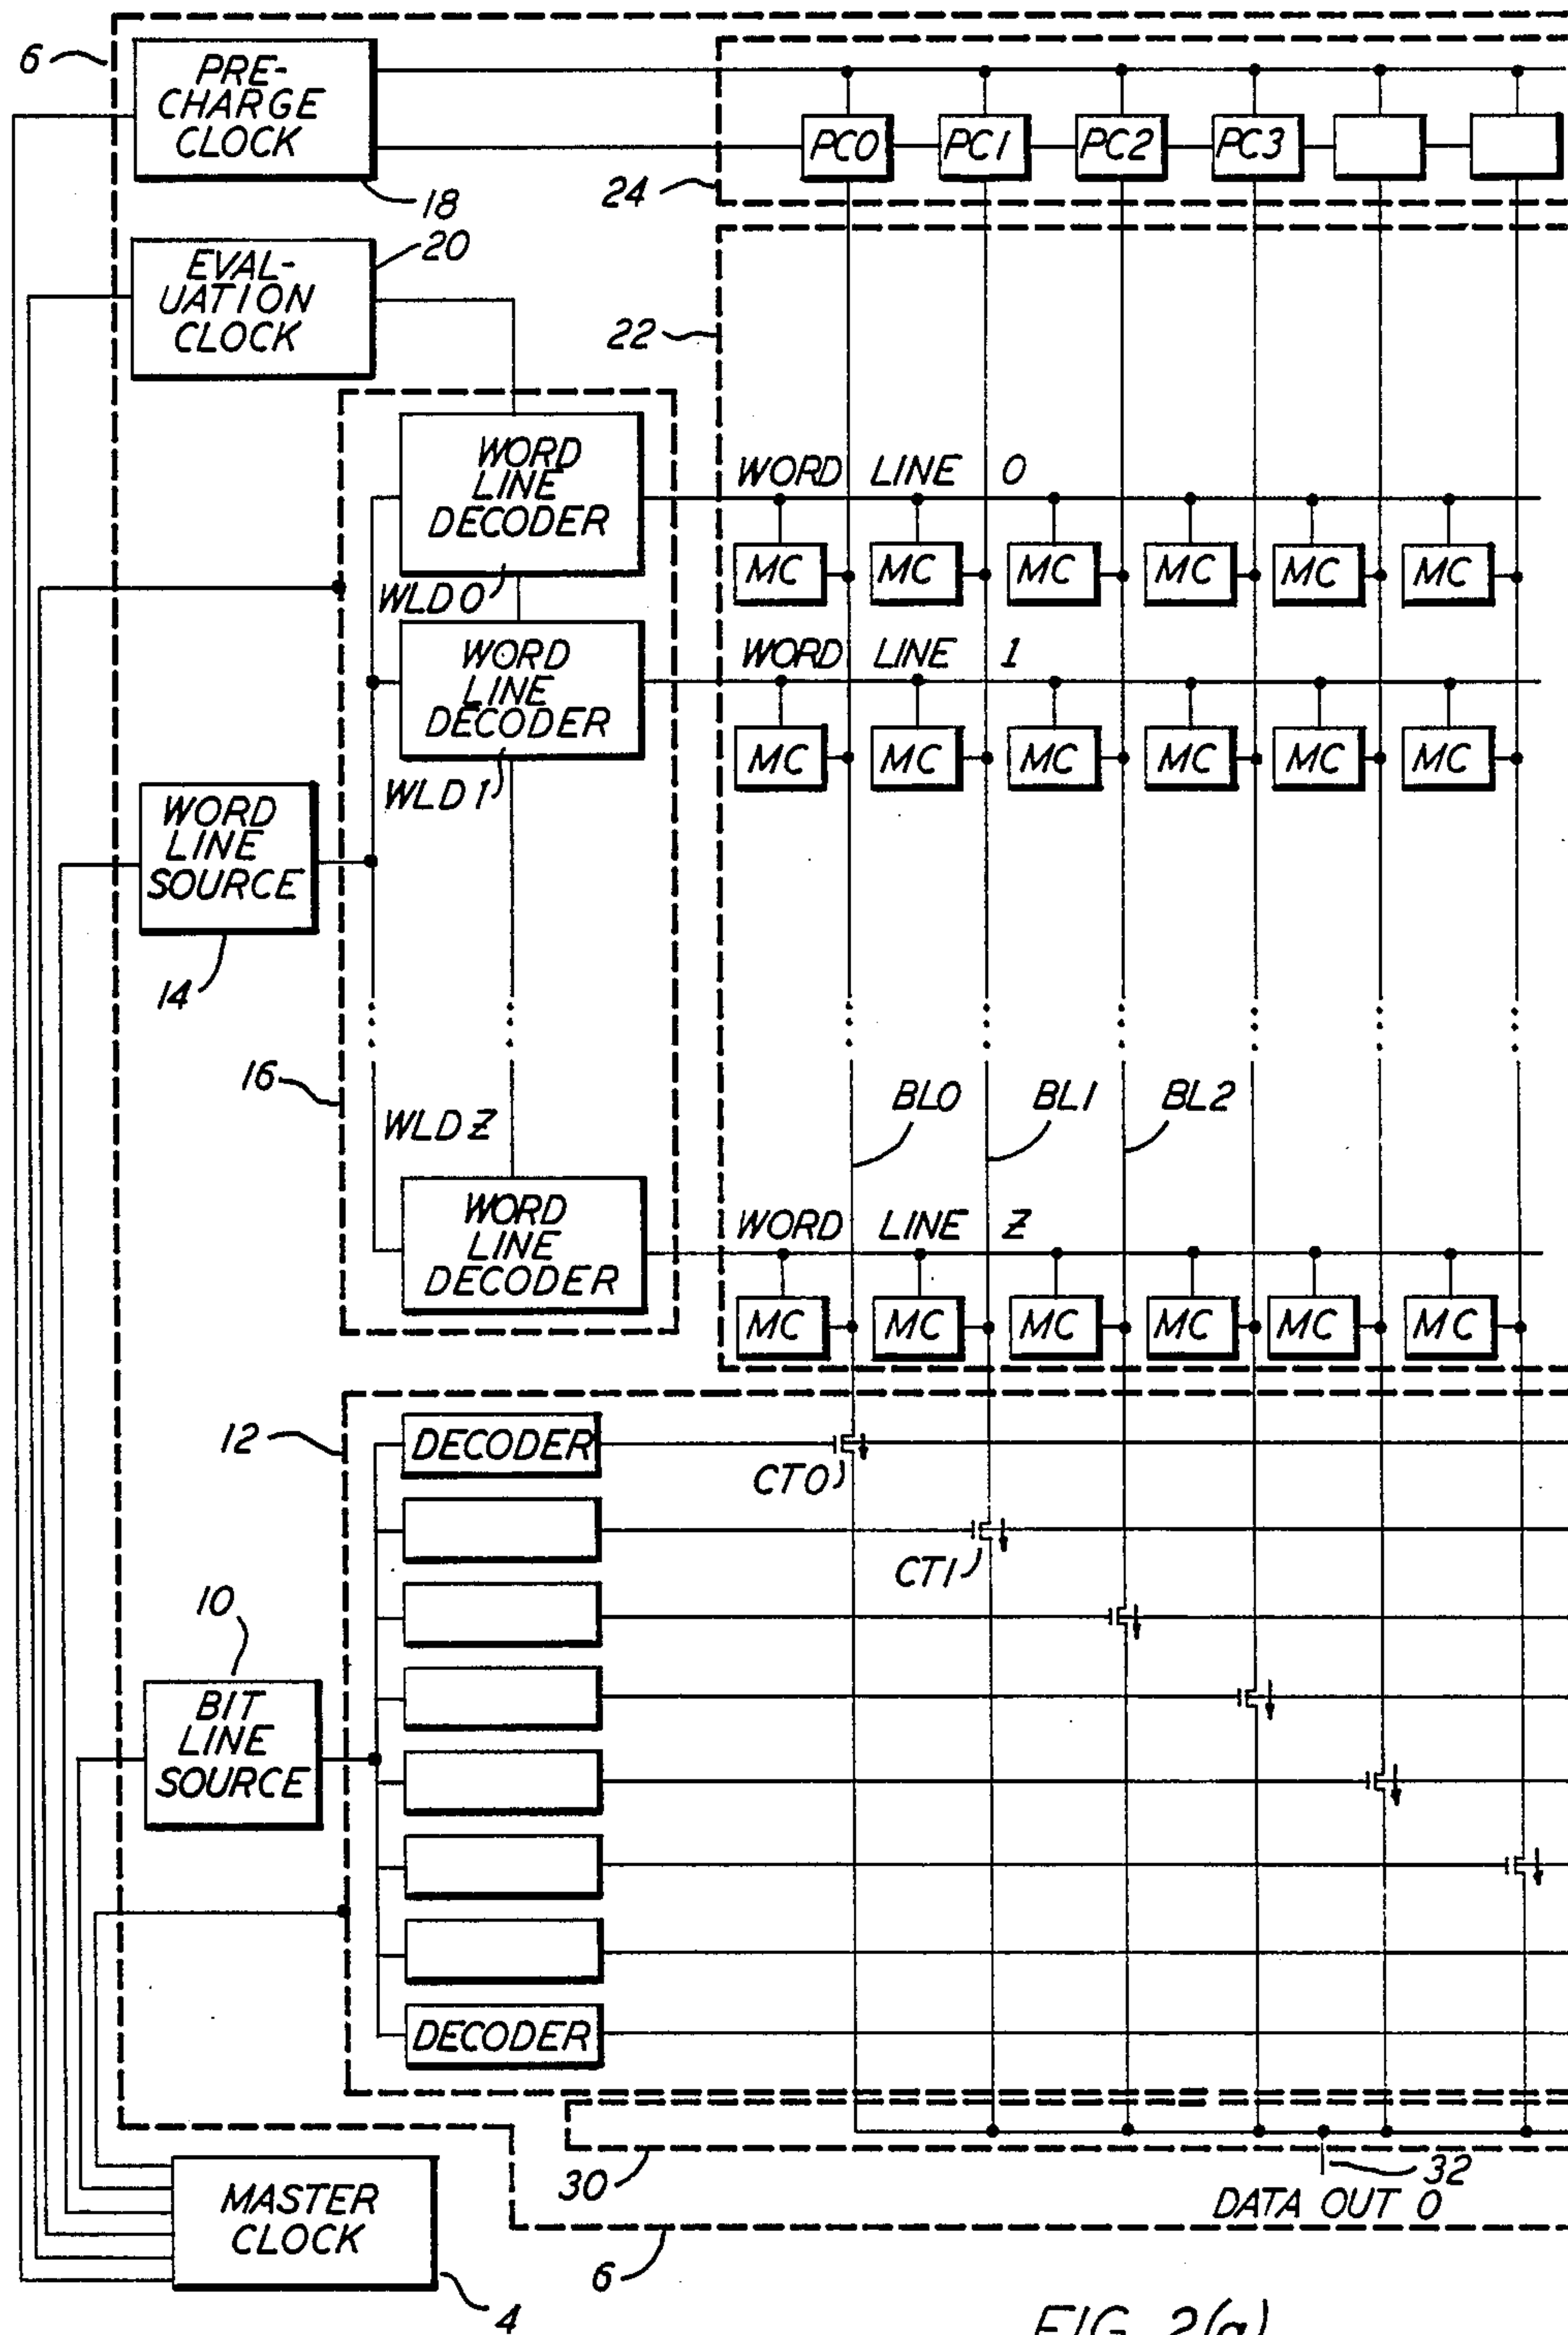 6
PRE-
CHARGE
CLOCK
18
PC0 PC1 PC2 PC3
24
EVAL-
UATION
CLOCK
20
22
WORD
LINE
DECODER
WLD 0
WORD LINE 0
MC MC MC MC MC MC
WORD
LINE
DECODER
WLD 1
WORD LINE 1
MC MC MC MC MC MC
WORD
LINE
SOURCE
14
16
WLD Z
BL0 BL1 BL2
WORD
LINE
DECODER
WORD LINE Z
MC MC MC MC MC MC
12
DECODER
CT0
CT1
10
BIT
LINE
SOURCE
DECODER
30
32
DATA OUT 0
MASTER
CLOCK
4
6
FIG. 2(a)